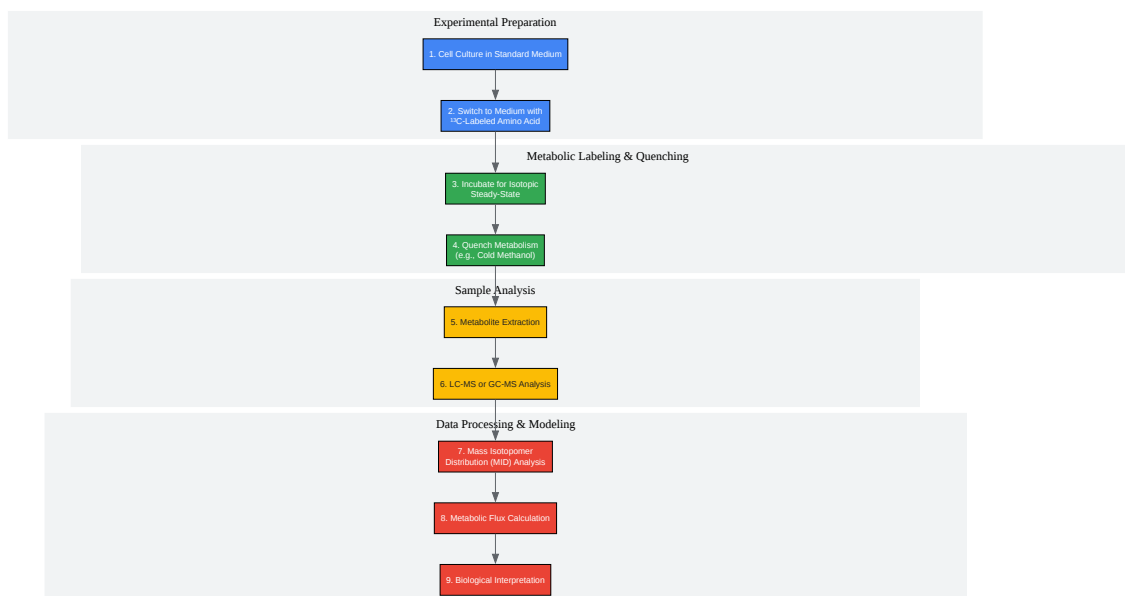 Experimental Preparation
1. Cell Culture in Standard Medium
2. Switch to Medium with
¹³C-Labeled Amino Acid
Metabolic Labeling & Quenching
3. Incubate for Isotopic
Steady-State
4. Quench Metabolism
(e.g., Cold Methanol)
Sample Analysis
5. Metabolite Extraction
6. LC-MS or GC-MS Analysis
Data Processing & Modeling
7. Mass Isotopomer
Distribution (MID) Analysis
8. Metabolic Flux Calculation
9. Biological Interpretation